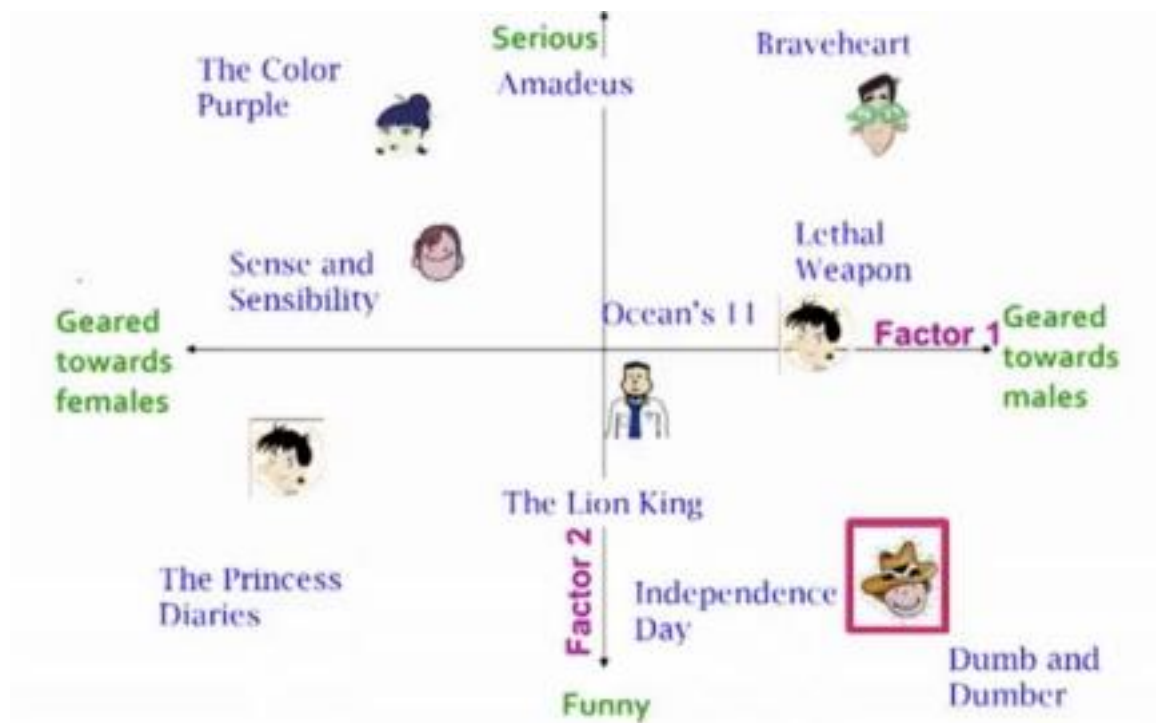 Serious
Braveheart
The Color
Purple
Amadeus
Lethal
Weapon
Sense and
Sensibility
Ocean's 11
Geared
towards
females
Factor 1
Geared
towards
males
The Lion King
Factor 2
The Princess
Diaries
Independence
Day
Dumb and
Dumber
Funny